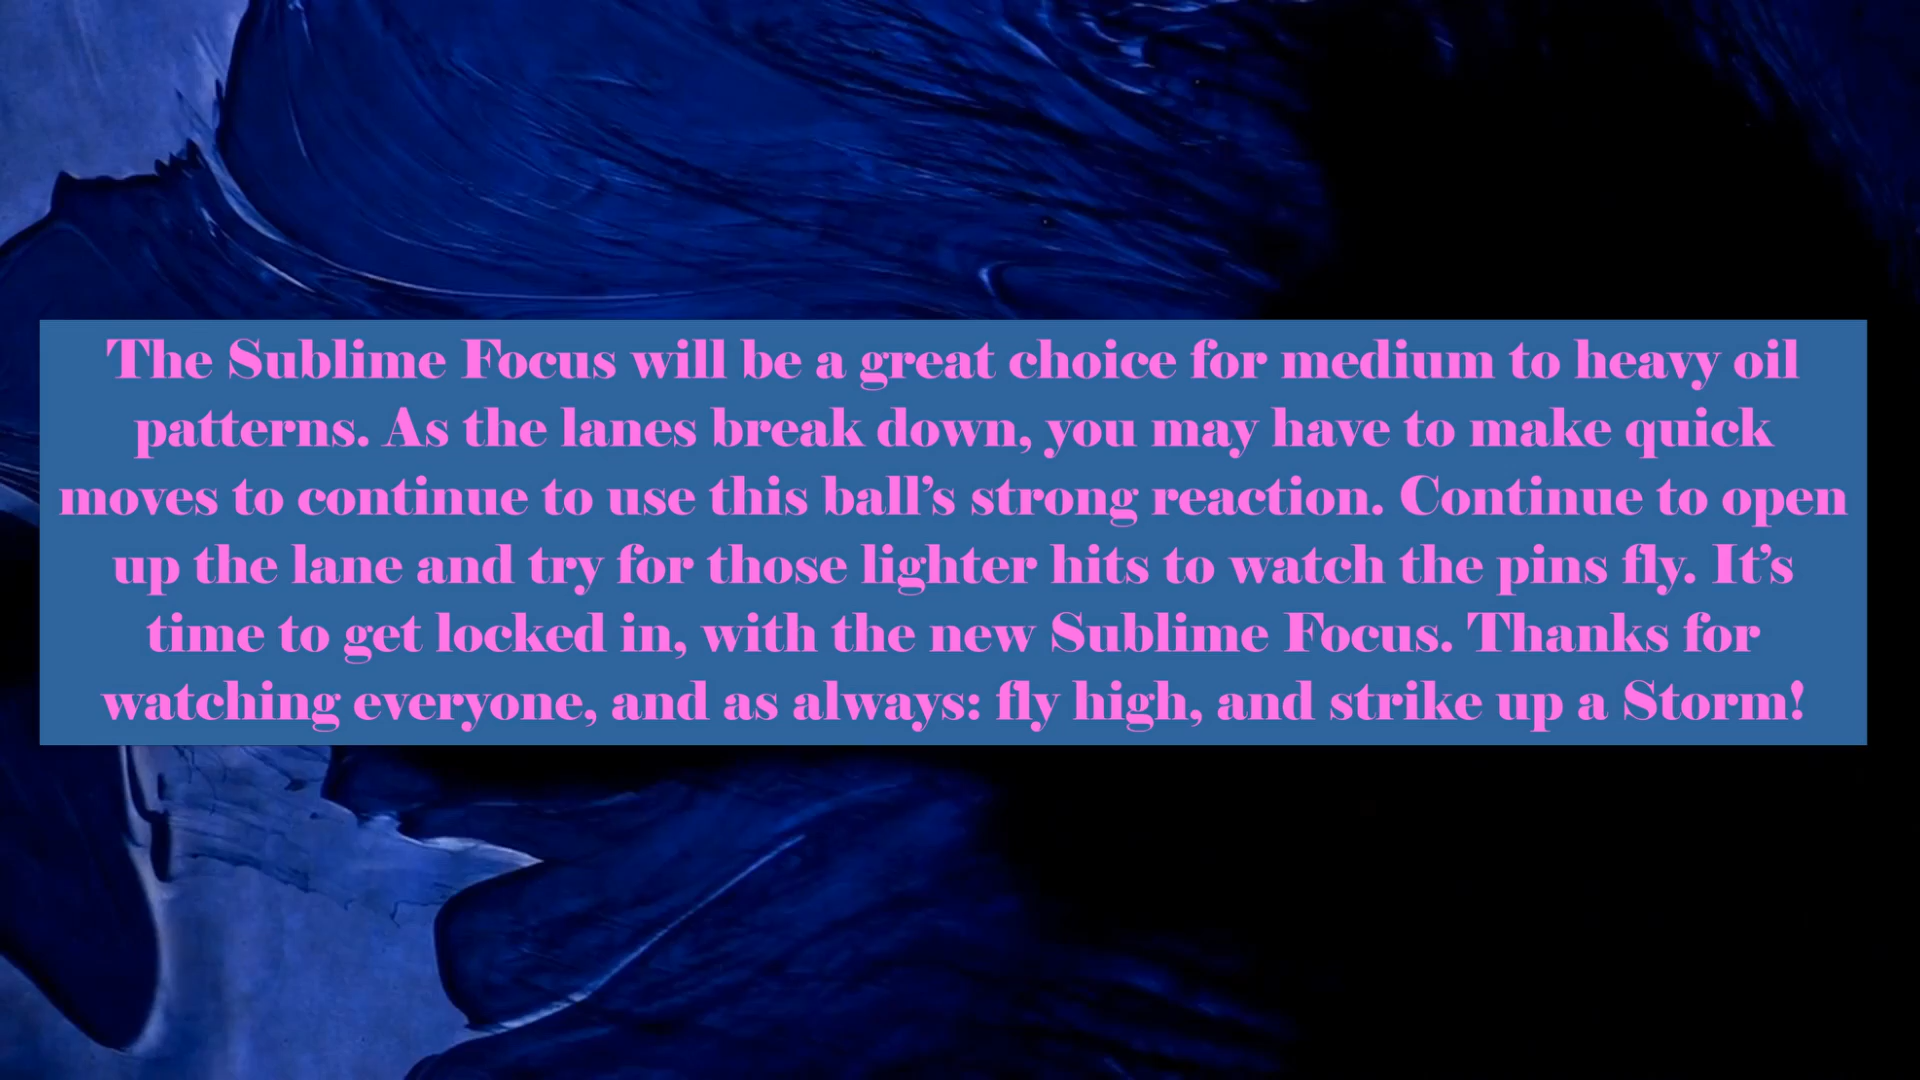 The Sublime Focus will be a great choice for medium to heavy oil
patterns. As the lanes break down, you may have to make quick
moves to continue to use this ball’s strong reaction. Continue to open
up the lane and try for those lighter hits to watch the pins fly. It’s
time to get locked in, with the new Sublime Focus. Thanks for
watching everyone, and as always: fly high, and strike up a Storm!